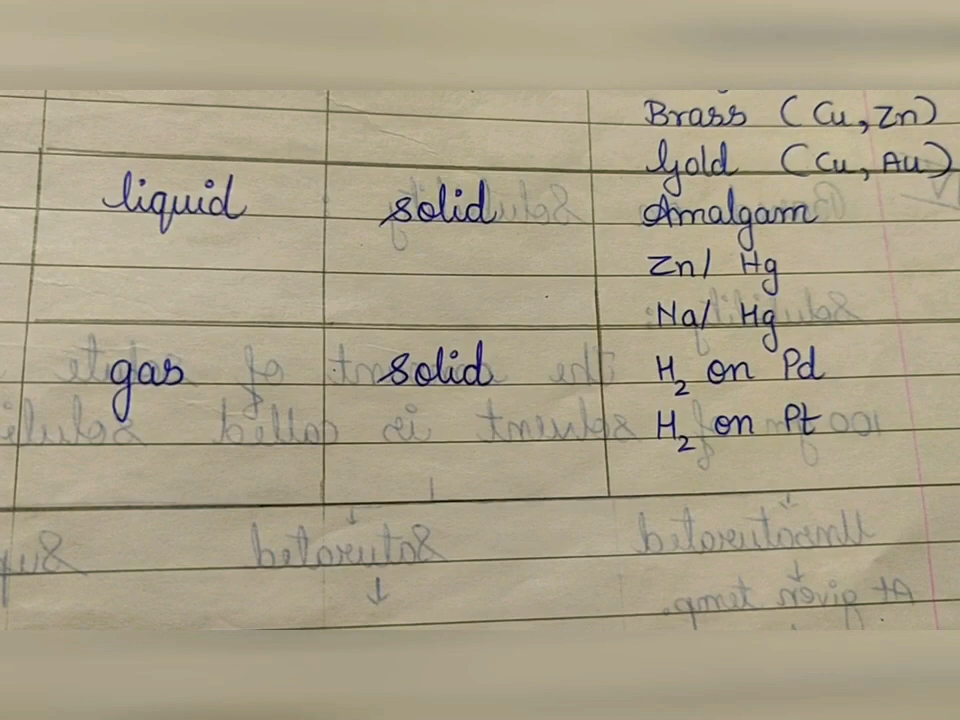 Brass (Cu, Zn)
Gold (Cu, Au)
liquid solid Amalgam
Zn/ Hg
Na/ Hg
gas solid H2 on Pd
H2 on Pt